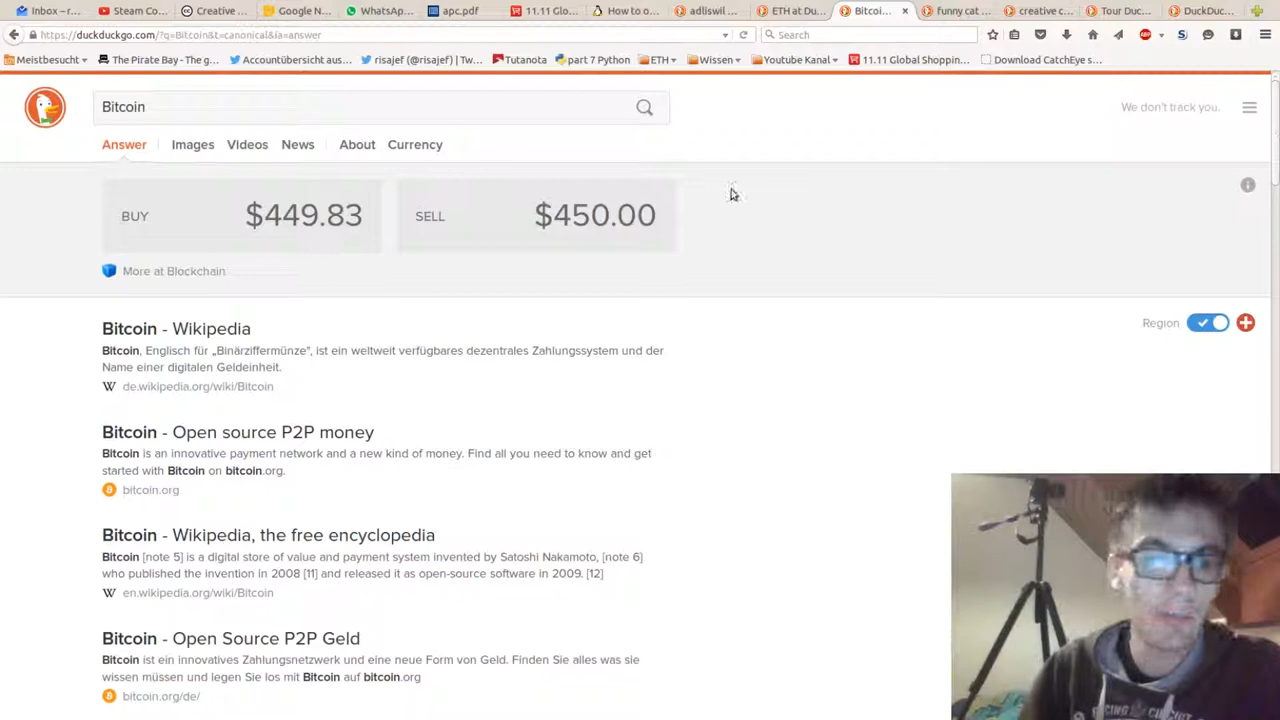 Inbox – r...
Steam Co...
Creative ...
Google N...
WhatsAp...
apc.pdf
11.11 Glo...
How to o...
adliswil ...
ETH at Du...
Bitcoi...
funny cat ...
creative c...
Tour Duc...
DuckDuc...
https://duckduckgo.com/?q=Bitcoin&t=canonical&ia=answer
Search
ABP
S
Meistbesucht
The Pirate Bay - The g...
Accountübersicht aus...
risajef (@risajef) | Tw...
Tutanota
part 7 Python
ETH
Wissen
Youtube Kanal
11.11 Global Shoppin...
Download CatchEye s...
Bitcoin
We don't track you.
Answer
Images
Videos
News
About
Currency
BUY $449.83
SELL $450.00
More at Blockchain
Bitcoin - Wikipedia
Region
Bitcoin, Englisch für „Binärziffermünze", ist ein weltweit verfügbares dezentrales Zahlungssystem und der
Name einer digitalen Geldeinheit.
W de.wikipedia.org/wiki/Bitcoin
Bitcoin - Open source P2P money
Bitcoin is an innovative payment network and a new kind of money. Find all you need to know and get
started with Bitcoin on bitcoin.org.
bitcoin.org
Bitcoin - Wikipedia, the free encyclopedia
Bitcoin [note 5] is a digital store of value and payment system invented by Satoshi Nakamoto, [note 6]
who published the invention in 2008 [11] and released it as open-source software in 2009. [12]
W en.wikipedia.org/wiki/Bitcoin
Bitcoin - Open Source P2P Geld
Bitcoin ist ein innovatives Zahlungsnetzwerk und eine neue Form von Geld. Finden Sie alles was sie
wissen müssen und legen Sie los mit Bitcoin auf bitcoin.org
bitcoin.org/de/
RACING CIRCUIT